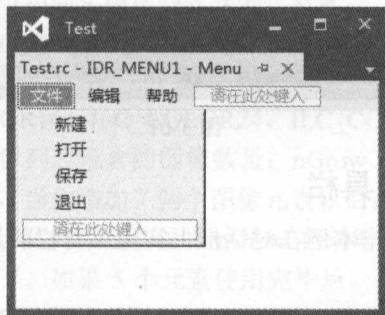 Test
Test.rc - IDR_MENU1 - Menu
文件 编辑 帮助 请在此处键入
新建
打开
保存
退出
请在此处键入